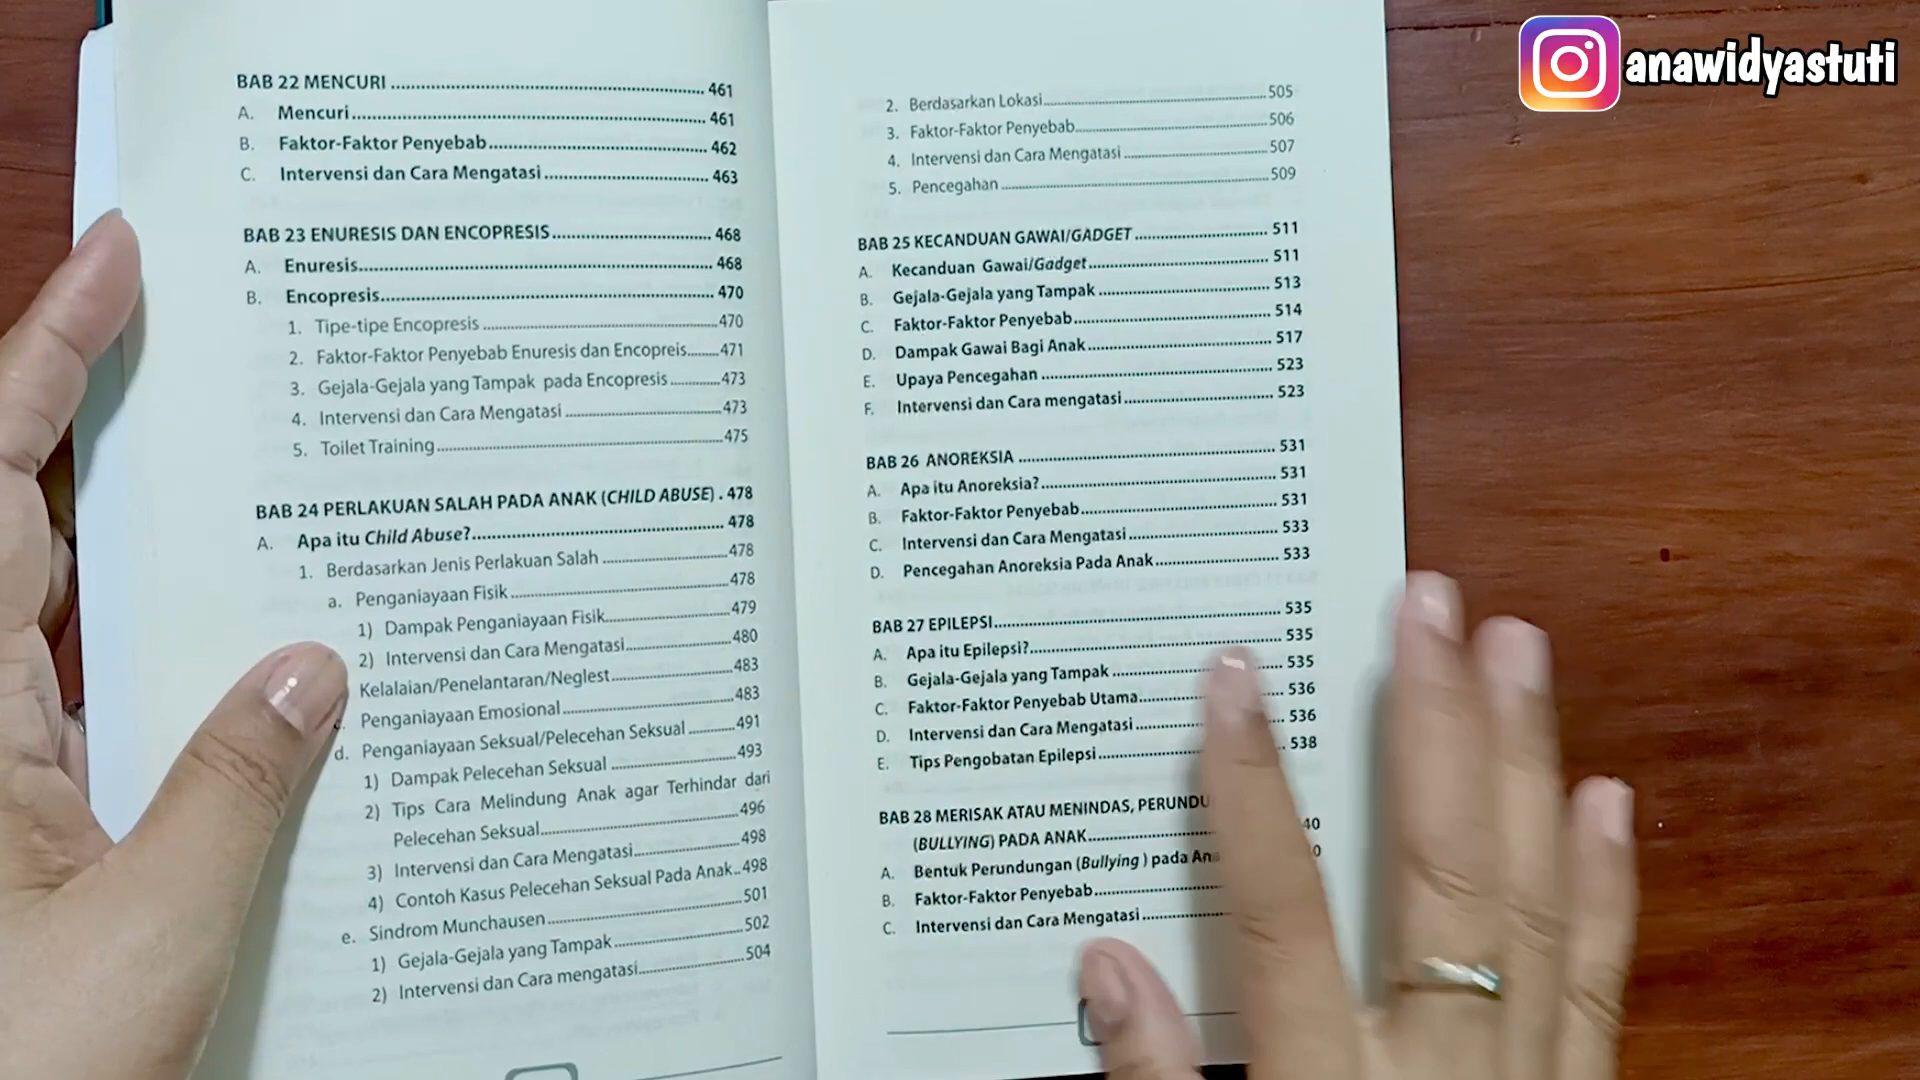 BAB 22 MENCURI ........ 461
A. Mencuri ........ 461
B. Faktor-Faktor Penyebab ........ 462
C. Intervensi dan Cara Mengatasi ........ 463
BAB 23 ENURESIS DAN ENCOPRESIS ........ 468
A. Enuresis ........ 468
B. Encopresis ........ 470
1. Tipe-tipe Encopresis ........ 470
2. Faktor-Faktor Penyebab Enuresis dan Encopreis ........ 471
3. Gejala-Gejala yang Tampak pada Encopresis ........ 473
4. Intervensi dan Cara Mengatasi ........ 473
5. Toilet Training ........ 475
BAB 24 PERLAKUAN SALAH PADA ANAK (CHILD ABUSE) . 478
A. Apa itu Child Abuse? ........ 478
1. Berdasarkan Jenis Perlakuan Salah ........ 478
a. Penganiayaan Fisik ........ 478
1) Dampak Penganiayaan Fisik ........ 479
2) Intervensi dan Cara Mengatasi ........ 480
Kelalaian/Penelantaran/Neglest ........ 483
c. Penganiayaan Emosional ........ 483
d. Penganiayaan Seksual/Pelecehan Seksual ........ 491
1) Dampak Pelecehan Seksual ........ 493
2) Tips Cara Melindung Anak agar Terhindar dari
Pelecehan Seksual ........ 496
3) Intervensi dan Cara Mengatasi ........ 498
4) Contoh Kasus Pelecehan Seksual Pada Anak .. 498
e. Sindrom Munchausen ........ 501
1) Gejala-Gejala yang Tampak ........ 502
2) Intervensi dan Cara mengatasi ........ 504
2. Berdasarkan Lokasi ........ 505
3. Faktor-Faktor Penyebab ........ 506
4. Intervensi dan Cara Mengatasi ........ 507
5. Pencegahan ........ 509
BAB 25 KECANDUAN GAWAI/GADGET ........ 511
A. Kecanduan Gawai/Gadget ........ 511
B. Gejala-Gejala yang Tampak ........ 513
C. Faktor-Faktor Penyebab ........ 514
D. Dampak Gawai Bagi Anak ........ 517
E. Upaya Pencegahan ........ 523
F. Intervensi dan Cara mengatasi ........ 523
BAB 26 ANOREKSIA ........ 531
A. Apa itu Anoreksia? ........ 531
B. Faktor-Faktor Penyebab ........ 531
C. Intervensi dan Cara Mengatasi ........ 533
D. Pencegahan Anoreksia Pada Anak ........ 533
BAB 27 EPILEPSI ........ 535
A. Apa itu Epilepsi? ........ 535
B. Gejala-Gejala yang Tampak ........ 535
C. Faktor-Faktor Penyebab Utama ........ 536
D. Intervensi dan Cara Mengatasi ........ 536
E. Tips Pengobatan Epilepsi ........ 538
BAB 28 MERISAK ATAU MENINDAS,
(BULLYING) PADA ANAK ........
A. Bentuk Perundungan (Bullying) pada
B. Faktor-Faktor Penyebab ........
C. Intervensi dan Cara Mengatasi ........
anawidyastuti